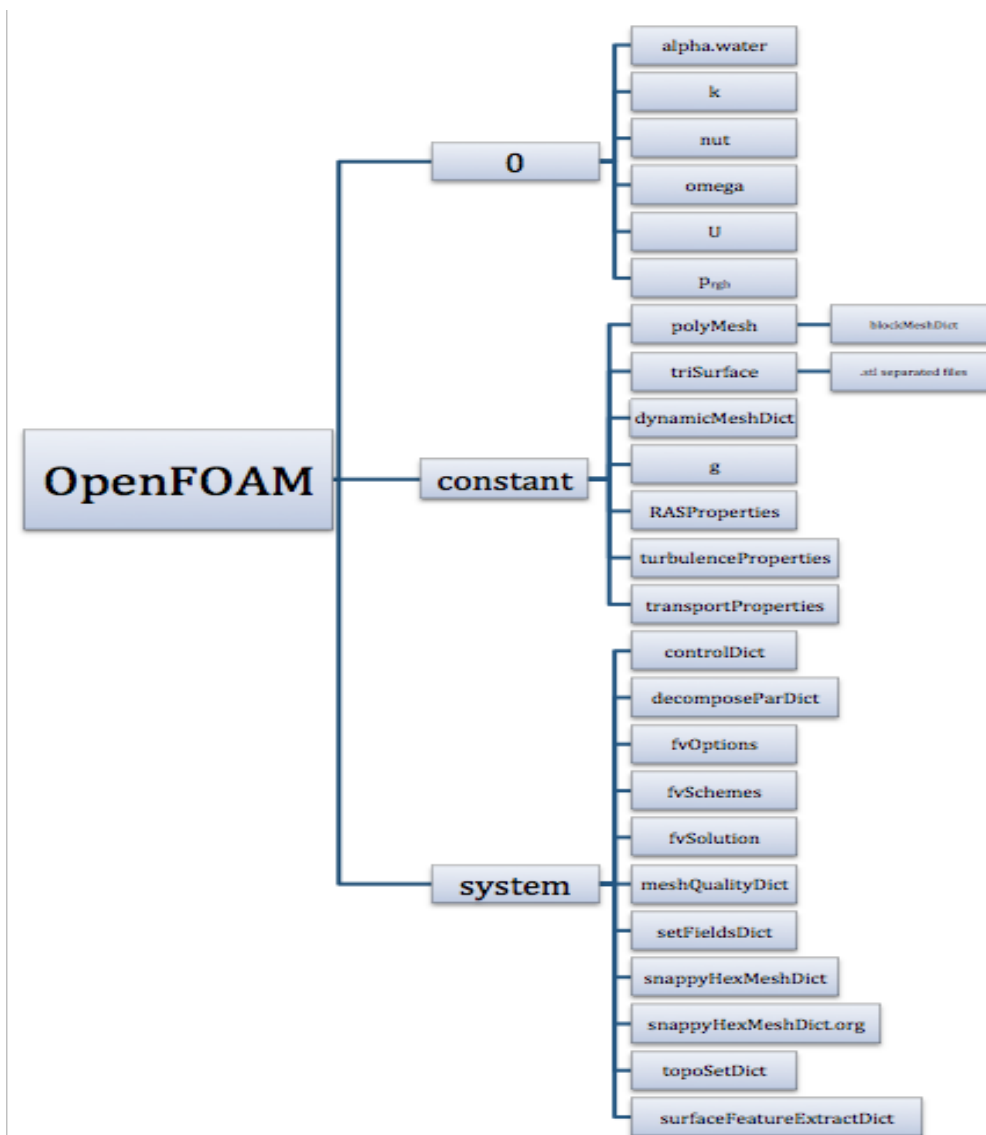 OpenFOAM
0
alpha.water
k
nut
omega
U
prgh
constant
polyMesh
blockMeshDict
triSurface
.stl separated files
dynamicMeshDict
g
RASProperties
turbulenceProperties
transportProperties
system
controlDict
decomposeParDict
fvOptions
fvSchemes
fvSolution
meshQualityDict
setFieldsDict
snappyHexMeshDict
snappyHexMeshDict.org
topoSetDict
surfaceFeatureExtractDict